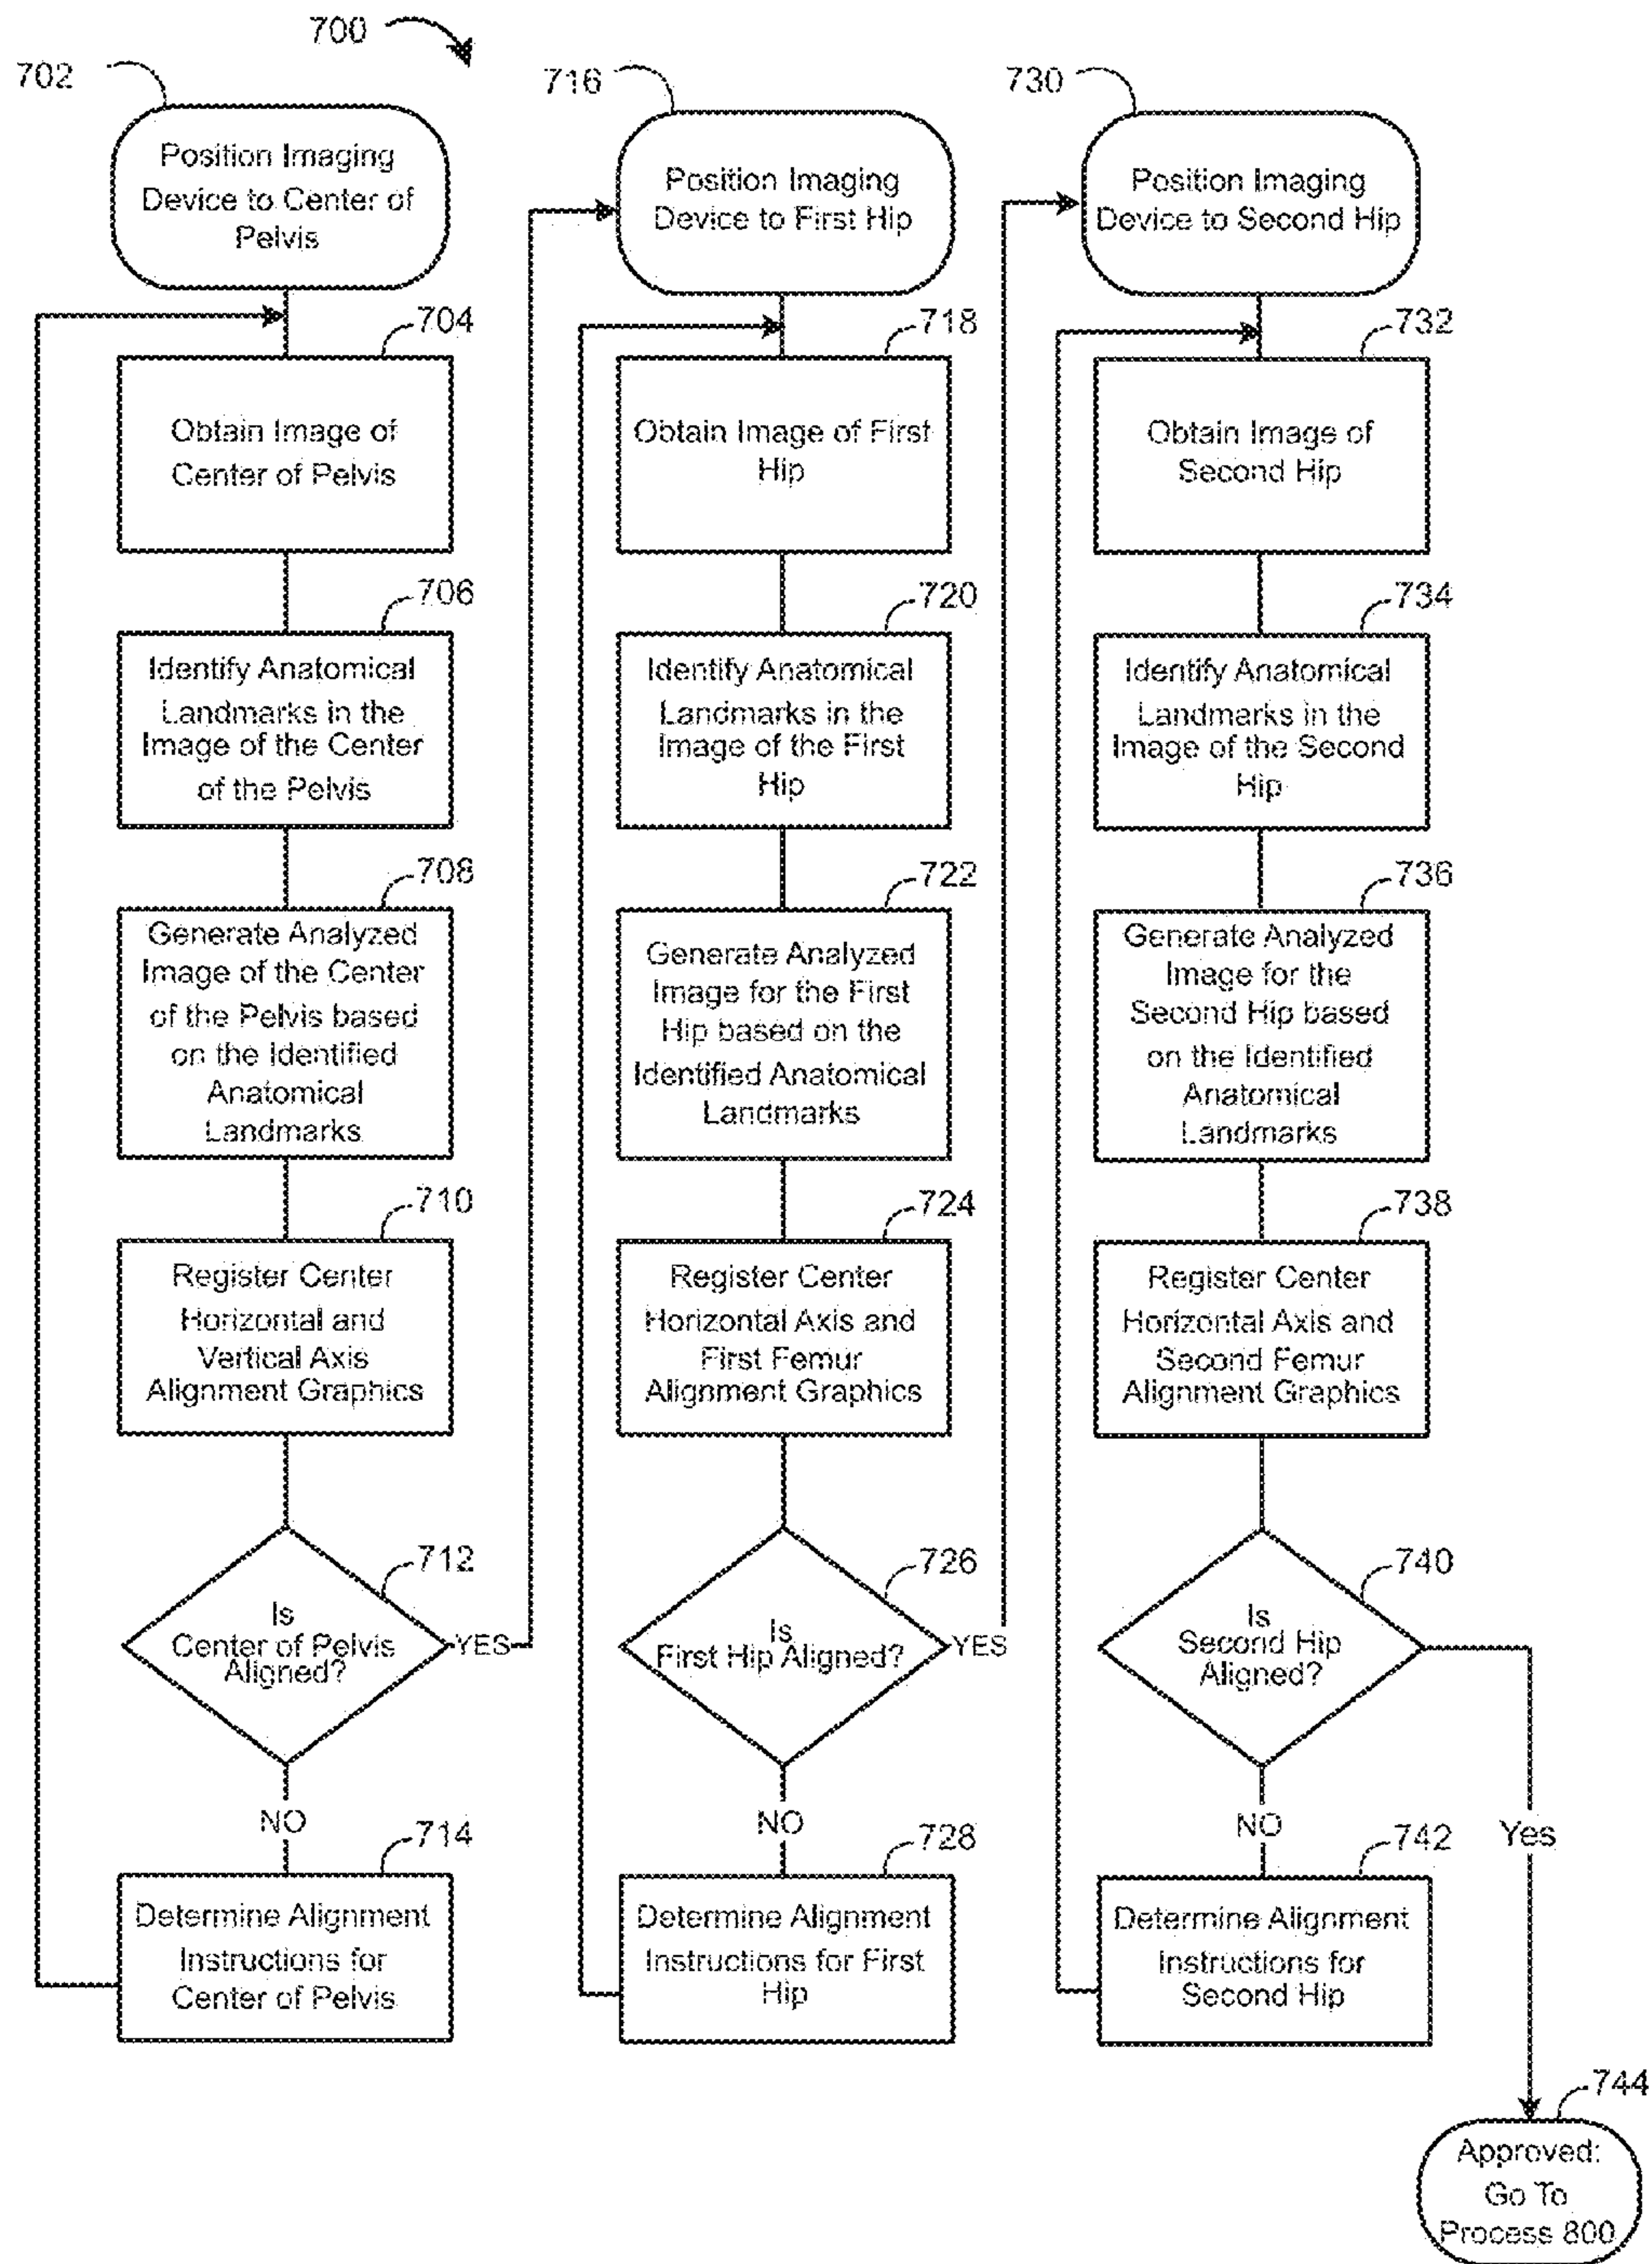 700
702
Position Imaging
Device to Center of
Pelvis
704
Obtain Image of
Center of Pelvis
706
Identify Anatomical
Landmarks in the
Image of the Center
of the Pelvis
708
Generate Analyzed
Image of the Center
of the Pelvis based
on the Identified
Anatomical
Landmarks
710
Register Center
Horizontal and
Vertical Axis
Alignment Graphics
712
Is
Center of Pelvis
Aligned?
YES
NO
714
Determine Alignment
Instructions for
Center of Pelvis
716
Position Imaging
Device to First Hip
718
Obtain Image of First
Hip
720
Identify Anatomical
Landmarks in the
Image of the First
Hip
722
Generate Analyzed
Image for the First
Hip based on the
Identified Anatomical
Landmarks
724
Register Center
Horizontal Axis and
First Femur
Alignment Graphics
726
Is
First Hip Aligned?
YES
NO
728
Determine Alignment
Instructions for First
Hip
730
Position Imaging
Device to Second Hip
732
Obtain Image of
Second Hip
734
Identify Anatomical
Landmarks in the
Image of the Second
Hip
736
Generate Analyzed
Image for the
Second Hip based
on the Identified
Anatomical
Landmarks
738
Register Center
Horizontal Axis and
Second Femur
Alignment Graphics
740
Is
Second Hip
Aligned?
NO
Yes
742
Determine Alignment
Instructions for
Second Hip
744
Approved:
Go To
Process 800